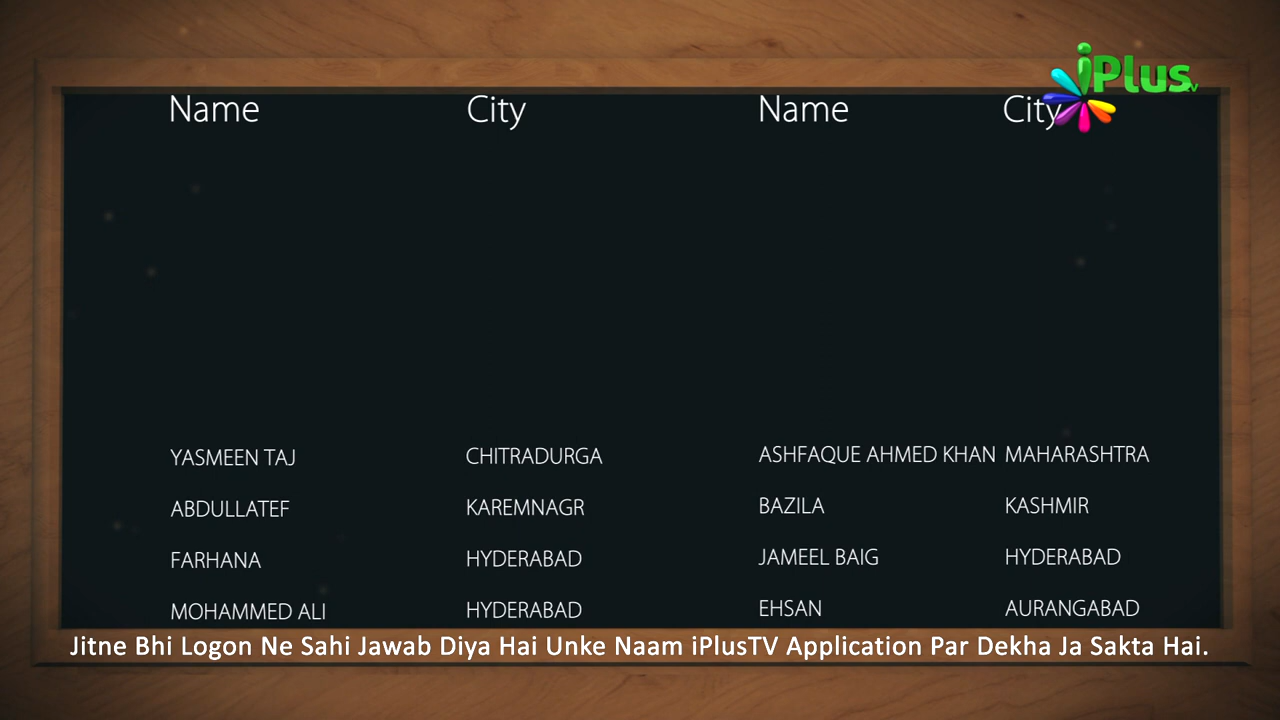 iPlus TV
Name City Name City
YASMEEN TAJ CHITRADURGA ASHFAQUE AHMED KHAN MAHARASHTRA
ABDULLATEF KAREMNAGR BAZILA KASHMIR
FARHANA HYDERABAD JAMEEL BAIG HYDERABAD
MOHAMMED ALI HYDERABAD EHSAN AURANGABAD
Jitne Bhi Logon Ne Sahi Jawab Diya Hai Unke Naam iPlusTV Application Par Dekha Ja Sakta Hai.